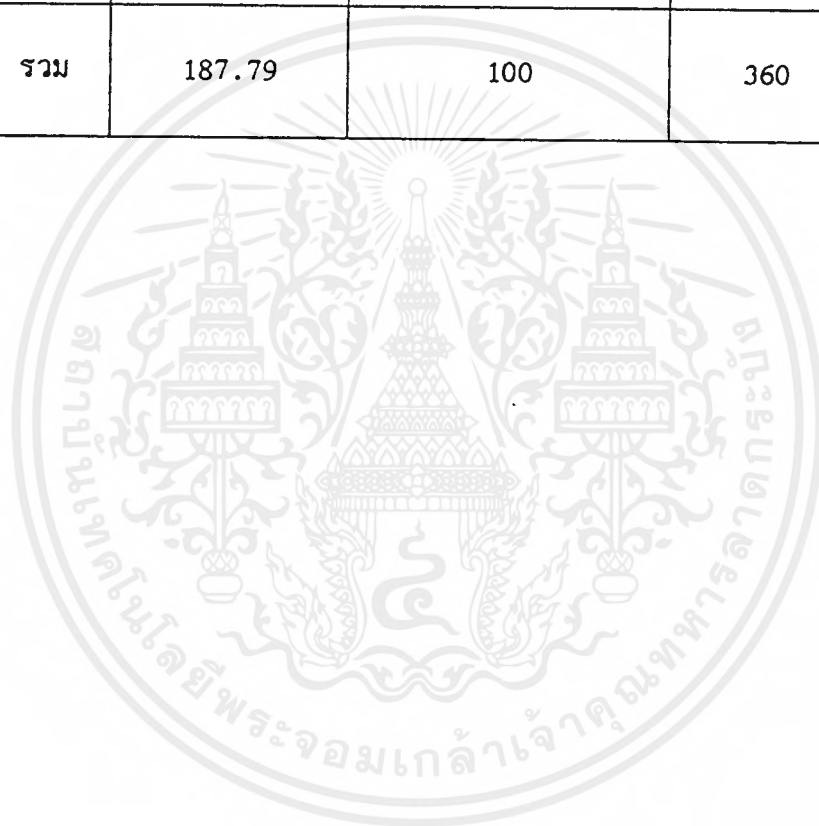 รวม 187.79 100 360
สถาบันเทคโนโลยีพระจอมเกล้าเจ้าคุณทหารลาดกระบัง